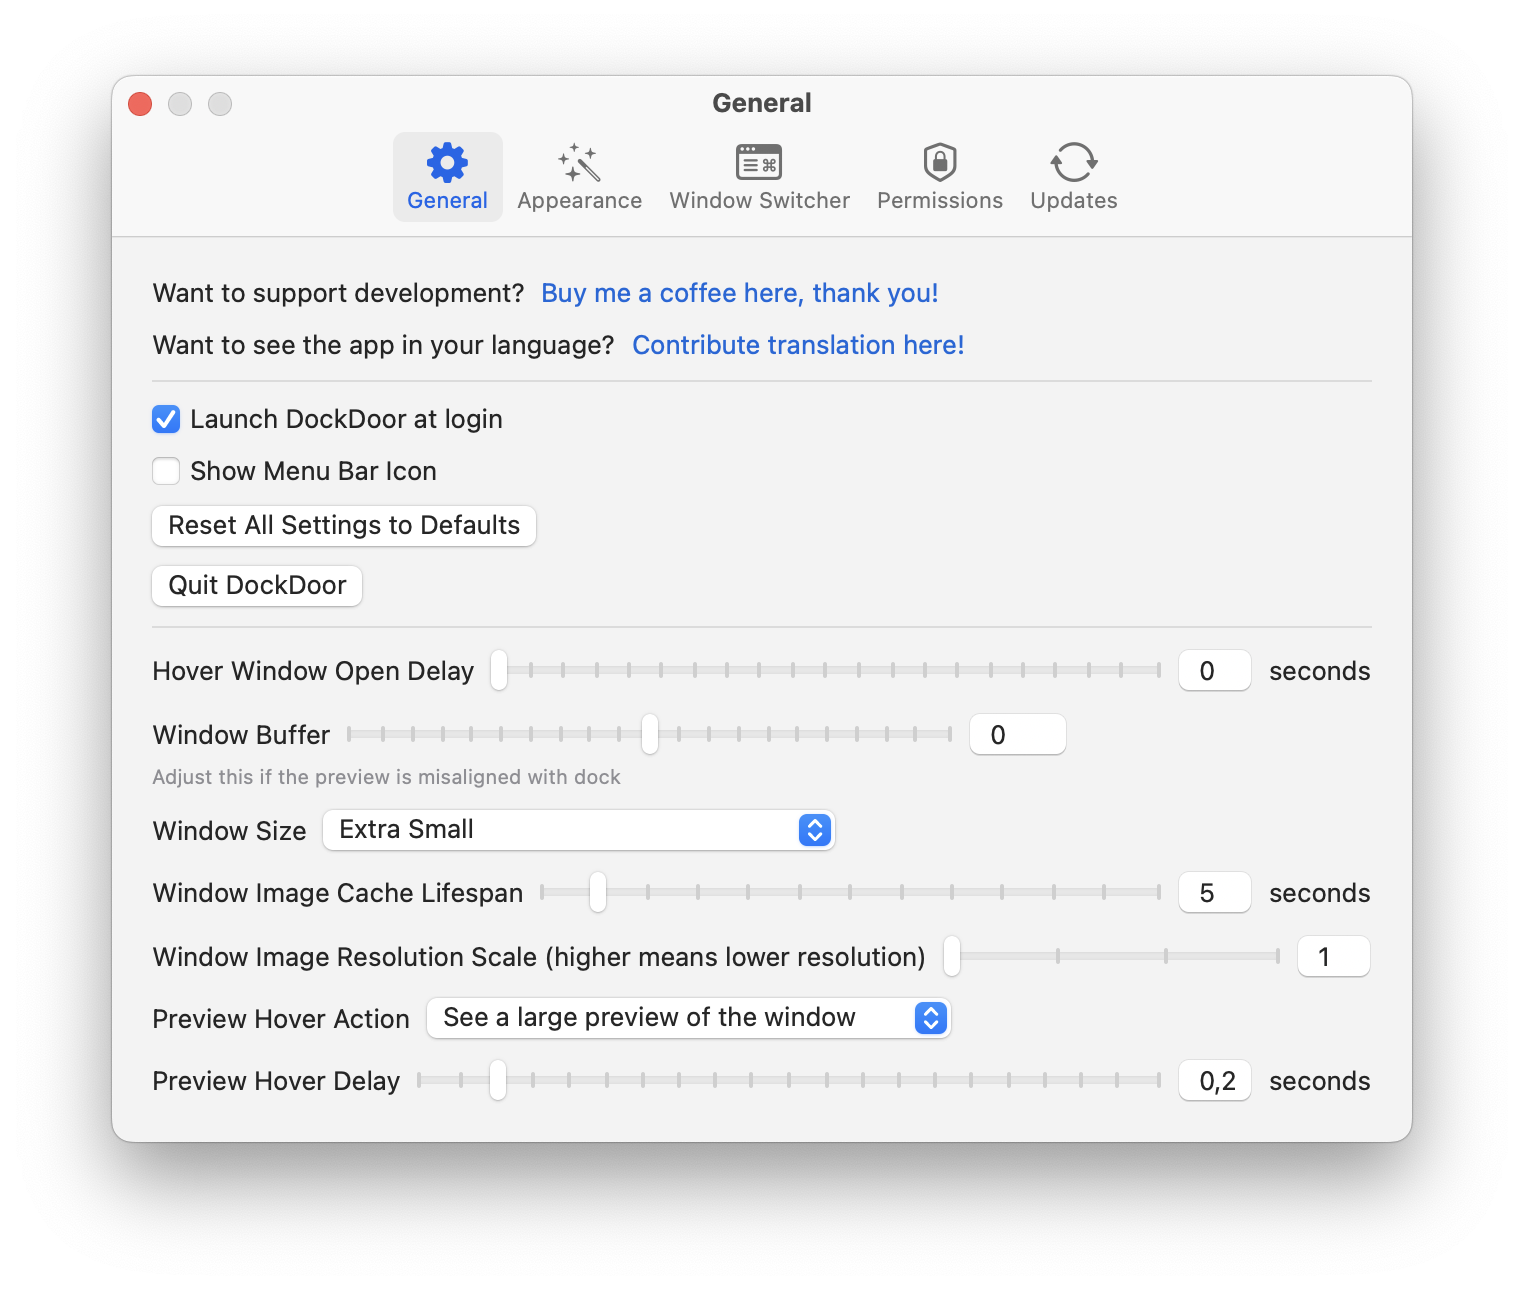 General
General Appearance Window Switcher Permissions Updates
Want to support development? Buy me a coffee here, thank you!
Want to see the app in your language? Contribute translation here!
Launch DockDoor at login
Show Menu Bar Icon
Reset All Settings to Defaults
Quit DockDoor
Hover Window Open Delay 0 seconds
Window Buffer 0
Adjust this if the preview is misaligned with dock
Window Size Extra Small
Window Image Cache Lifespan 5 seconds
Window Image Resolution Scale (higher means lower resolution) 1
Preview Hover Action See a large preview of the window
Preview Hover Delay 0,2 seconds